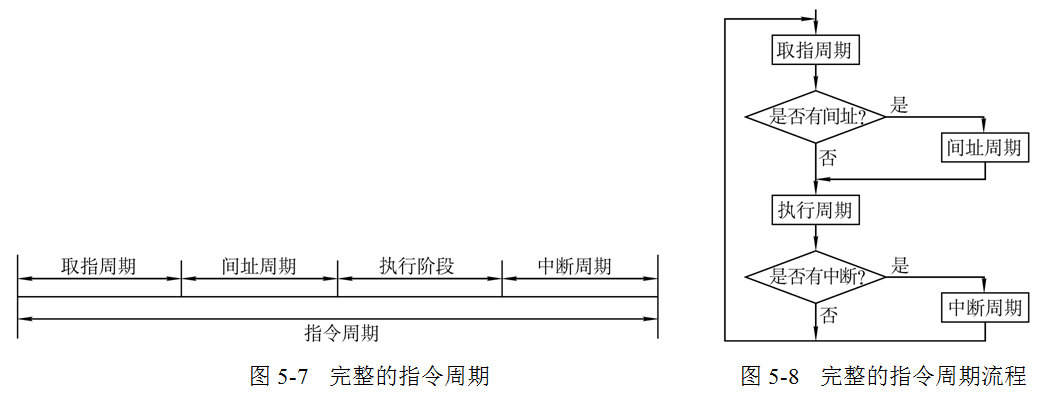 取指周期
间址周期
执行阶段
中断周期
指令周期
图 5-7 完整的指令周期
取指周期
是否有间址?
是
间址周期
否
执行周期
是否有中断?
是
中断周期
否
图 5-8 完整的指令周期流程